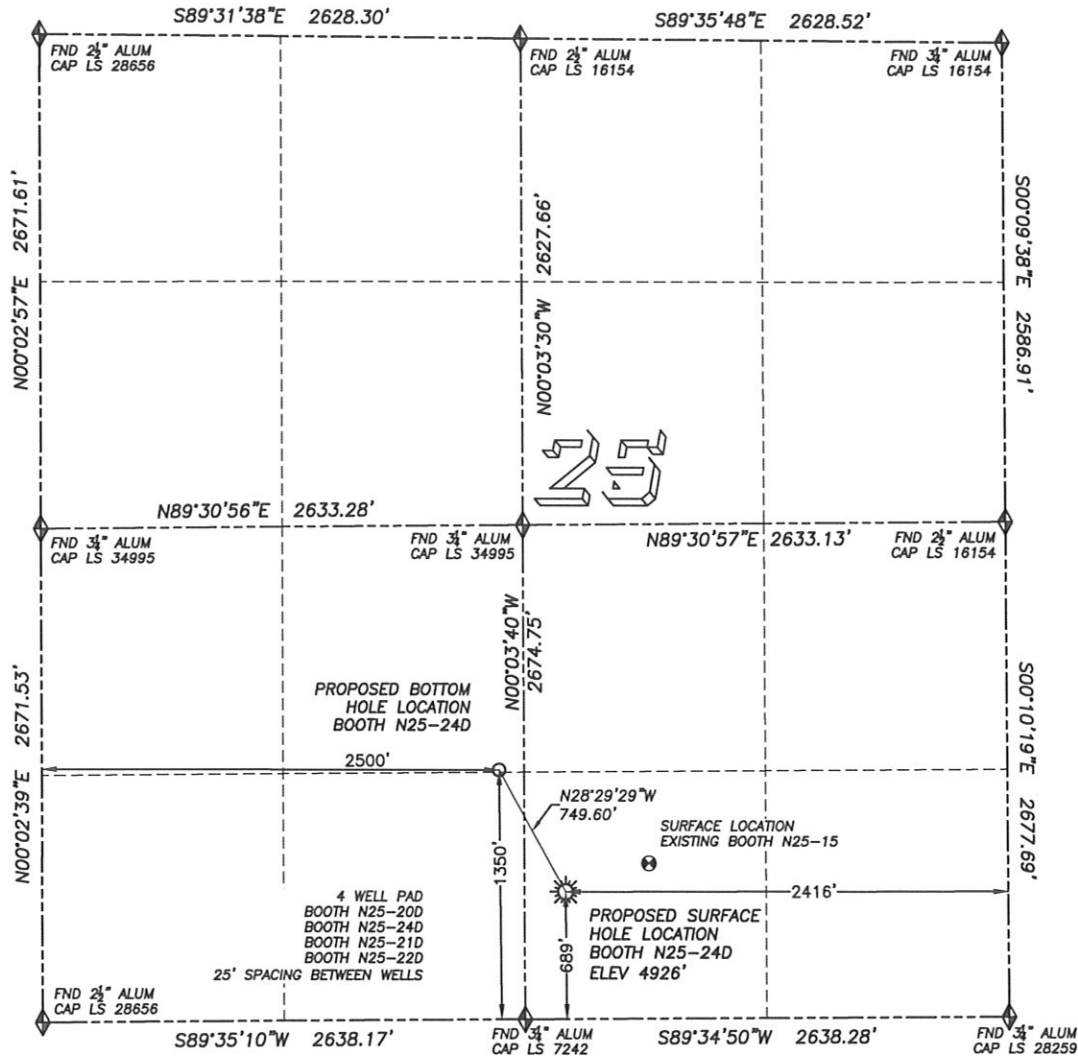 S89°31'38"E 2628.30'
S89°35'48"E 2628.52'
FND 2½" ALUM
CAP LS 28656
FND 2½" ALUM
CAP LS 16154
FND 3¼" ALUM
CAP LS 16154
N00°02'57"E 2671.61'
N00°03'30"W 2627.66'
S00°09'38"E 2586.91'
25
N89°30'56"E 2633.28'
N89°30'57"E 2633.13'
FND 3¼" ALUM
CAP LS 34995
FND 3¼" ALUM
CAP LS 34995
FND 2½" ALUM
CAP LS 16154
N00°03'40"W
2674.75'
N00°02'39"E 2671.53'
S00°10'19"E 2677.69'
PROPOSED BOTTOM
HOLE LOCATION
BOOTH N25-24D
2500'
N28°29'29"W
749.60'
SURFACE LOCATION
EXISTING BOOTH N25-15
1350'
2416'
689'
4 WELL PAD
BOOTH N25-20D
BOOTH N25-24D
BOOTH N25-21D
BOOTH N25-22D
25' SPACING BETWEEN WELLS
PROPOSED SURFACE
HOLE LOCATION
BOOTH N25-24D
ELEV 4926'
FND 2½" ALUM
CAP LS 28656
S89°35'10"W 2638.17'
FND 3¼" ALUM
CAP LS 7242
S89°34'50"W 2638.28'
FND 3¼" ALUM
CAP LS 28259